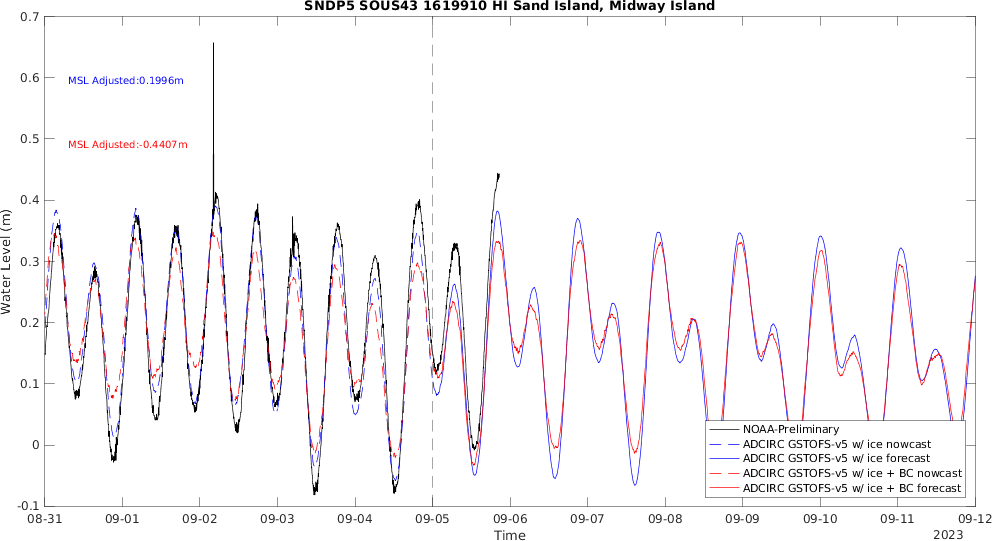 SNDP5 SOUS43 1619910 HI Sand Island, Midway Island
0.7
0.6
0.5
0.4
0.3
0.2
0.1
0
-0.1
Water Level (m)
MSL Adjusted:0.1996m
MSL Adjusted:-0.4407m
NOAA-Preliminary
ADCIRC GSTOFS-v5 w/ ice nowcast
ADCIRC GSTOFS-v5 w/ ice forecast
ADCIRC GSTOFS-v5 w/ ice + BC nowcast
ADCIRC GSTOFS-v5 w/ ice + BC forecast
08-31 09-01 09-02 09-03 09-04 09-05 09-06 09-07 09-08 09-09 09-10 09-11 09-12
Time
2023